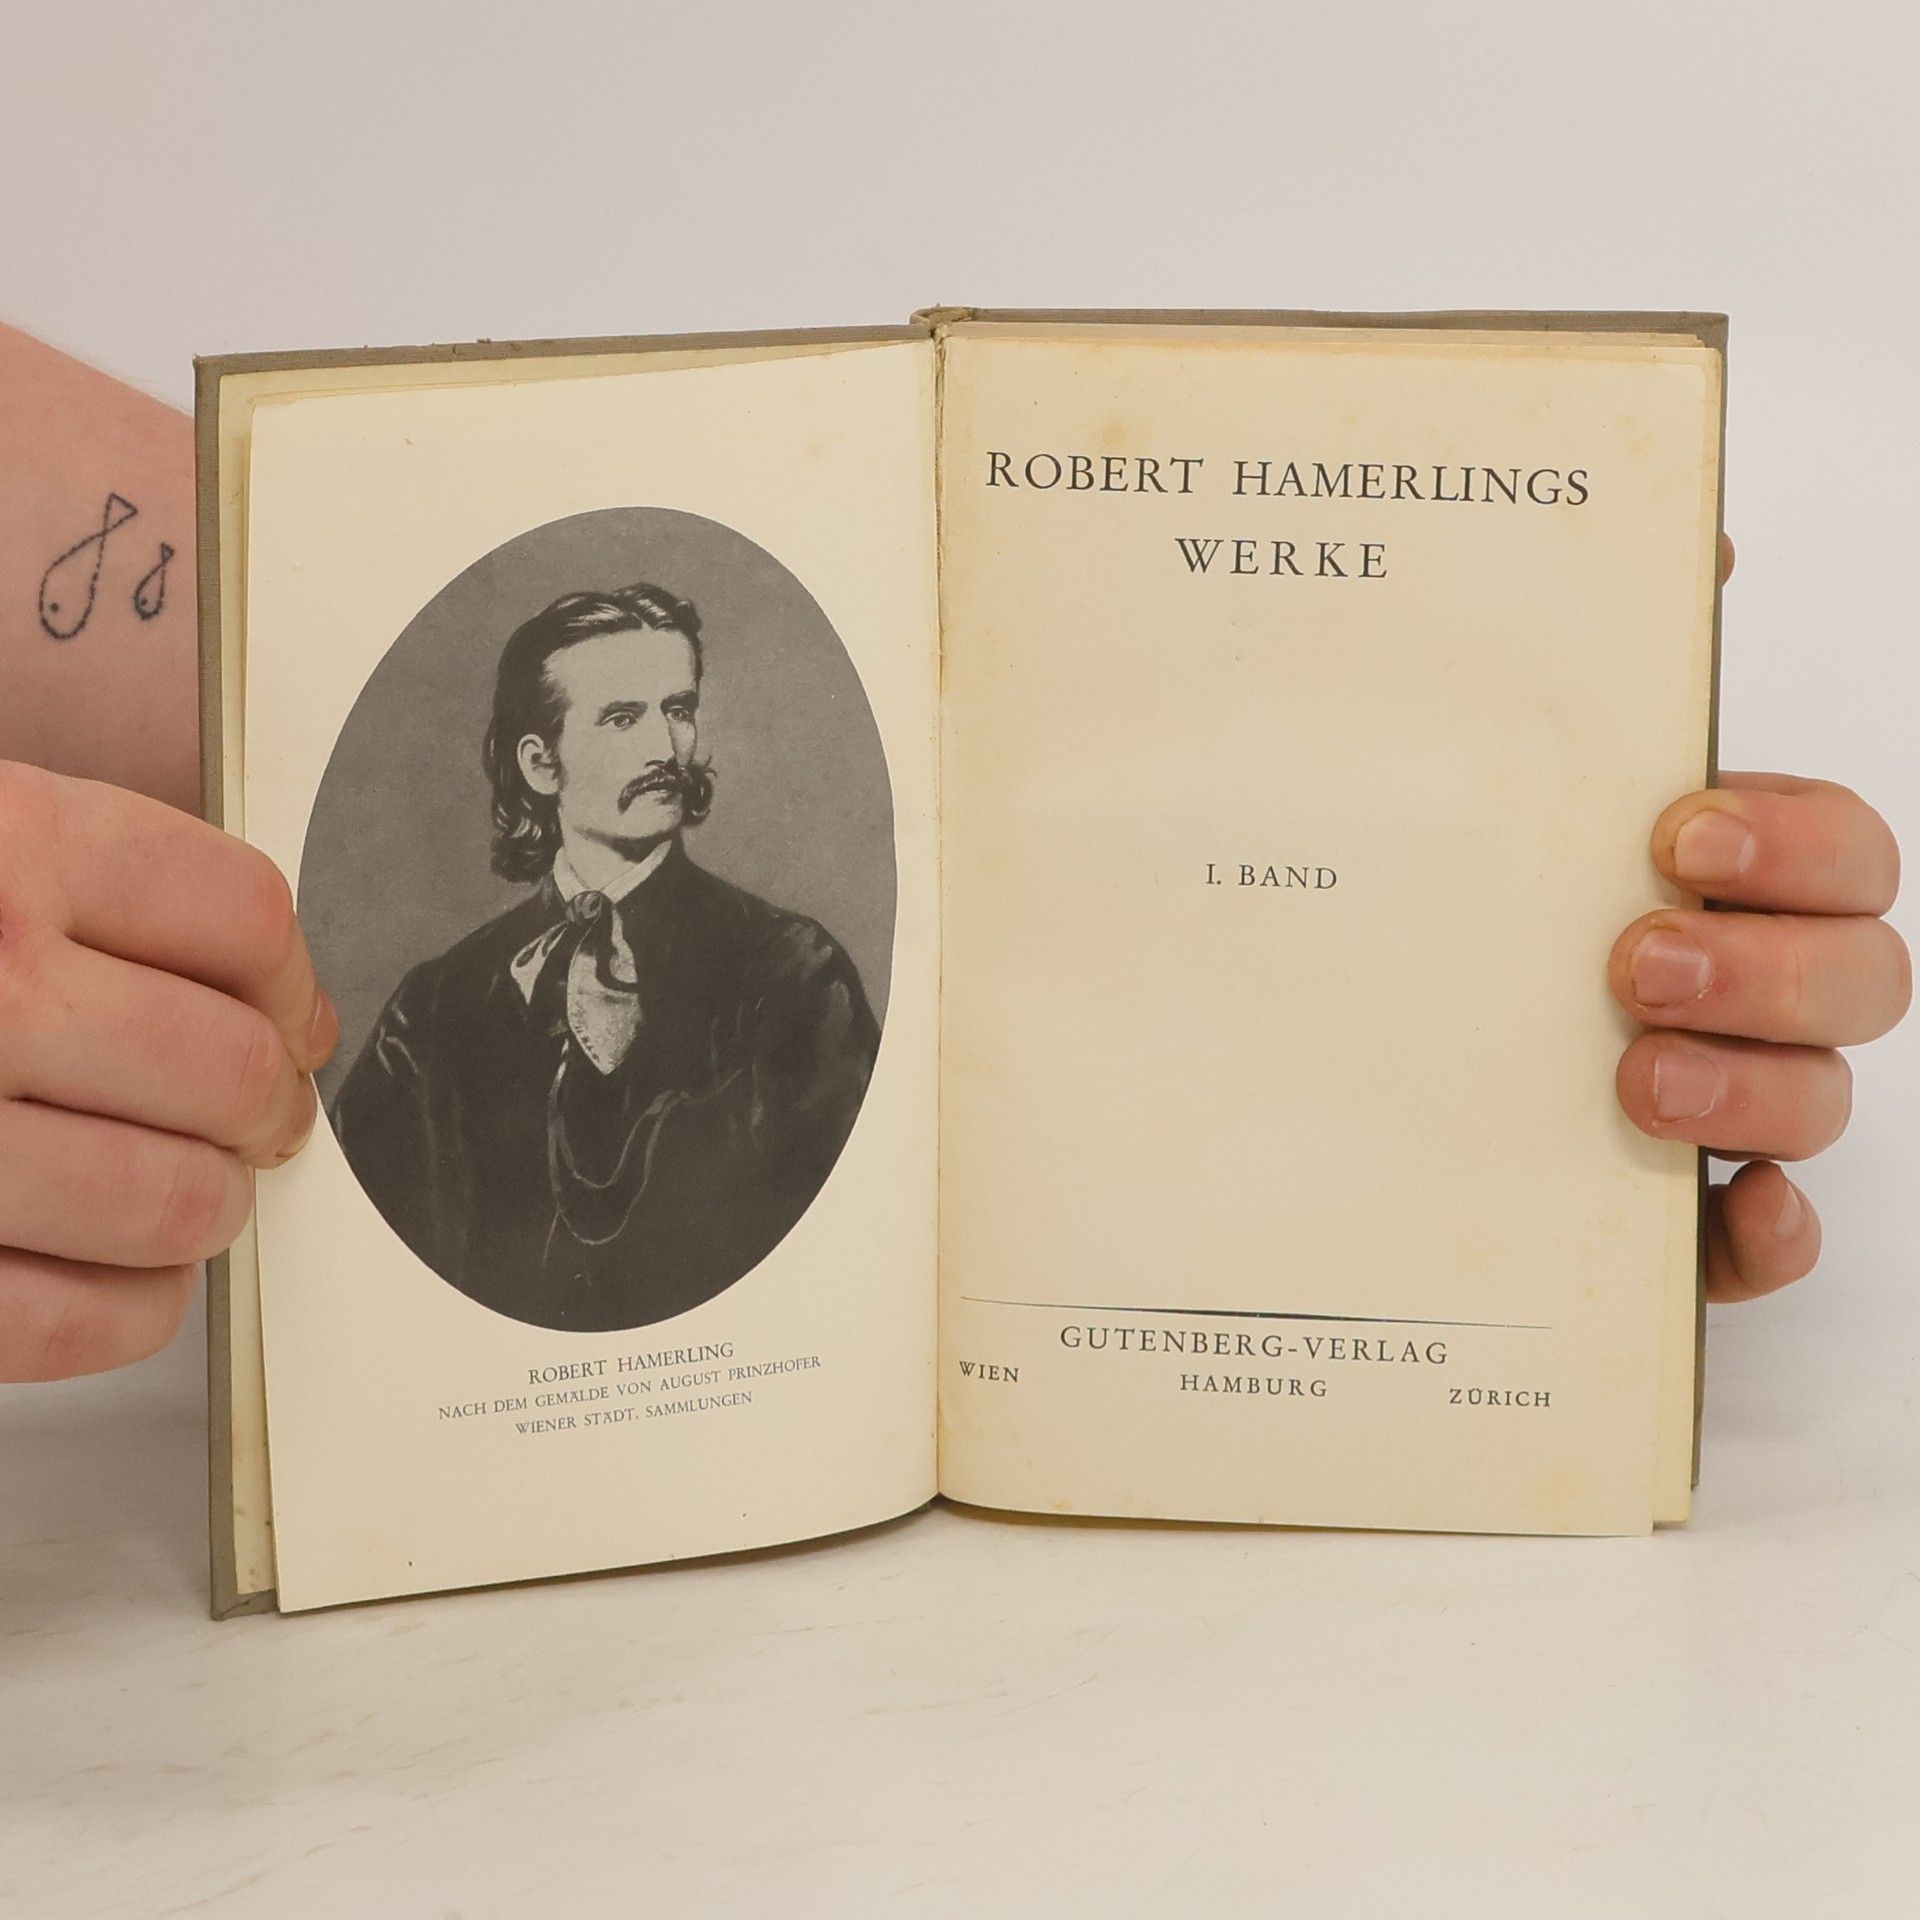 ROBERT HAMERLING
NACH DEM GEMÄLDE VON AUGUST PRINZHOFER
WIENER STÄDT. SAMMLUNGEN
ROBERT HAMERLINGS
WERKE
I. BAND
GUTENBERG-VERLAG
WIEN HAMBURG ZÜRICH